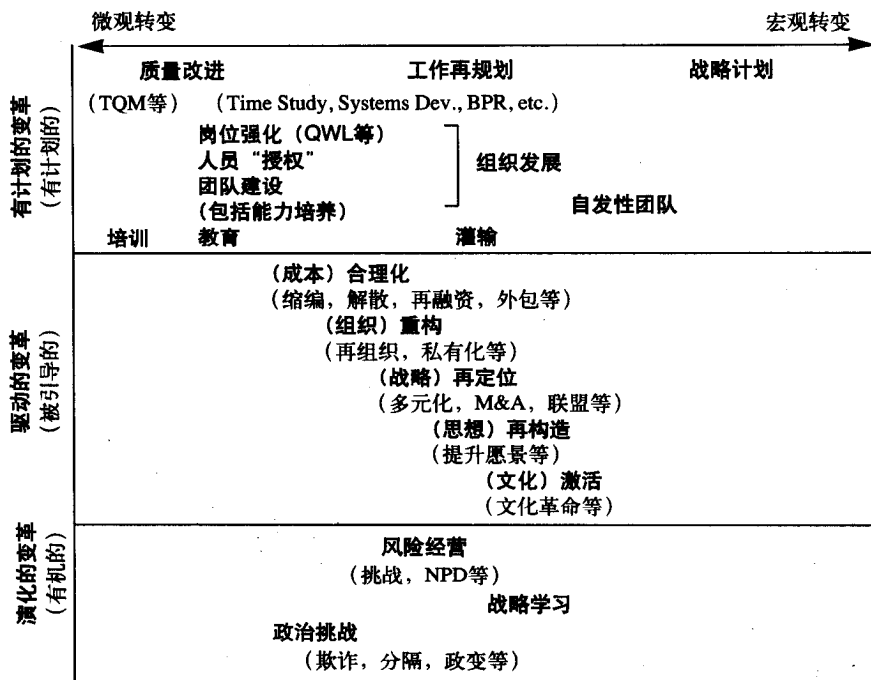 微观转变 宏观转变
质量改进 工作再规划 战略计划
(TQM等) (Time Study, Systems Dev., BPR, etc.)
岗位强化（QWL等）
人员“授权” 组织发展
团队建设
(包括能力培养) 自发性团队
培训 教育 灌输
有计划的变革
（有计划的）
（成本）合理化
（缩编，解散，再融资，外包等）
（组织）重构
（再组织，私有化等）
（战略）再定位
（多元化，M&A，联盟等）
（思想）再构造
（提升愿景等）
（文化）激活
（文化革命等）
驱动的变革
（被引导的）
风险经营
（挑战，NPD等）
战略学习
政治挑战
（欺诈，分隔，政变等）
演化的变革
（有机的）